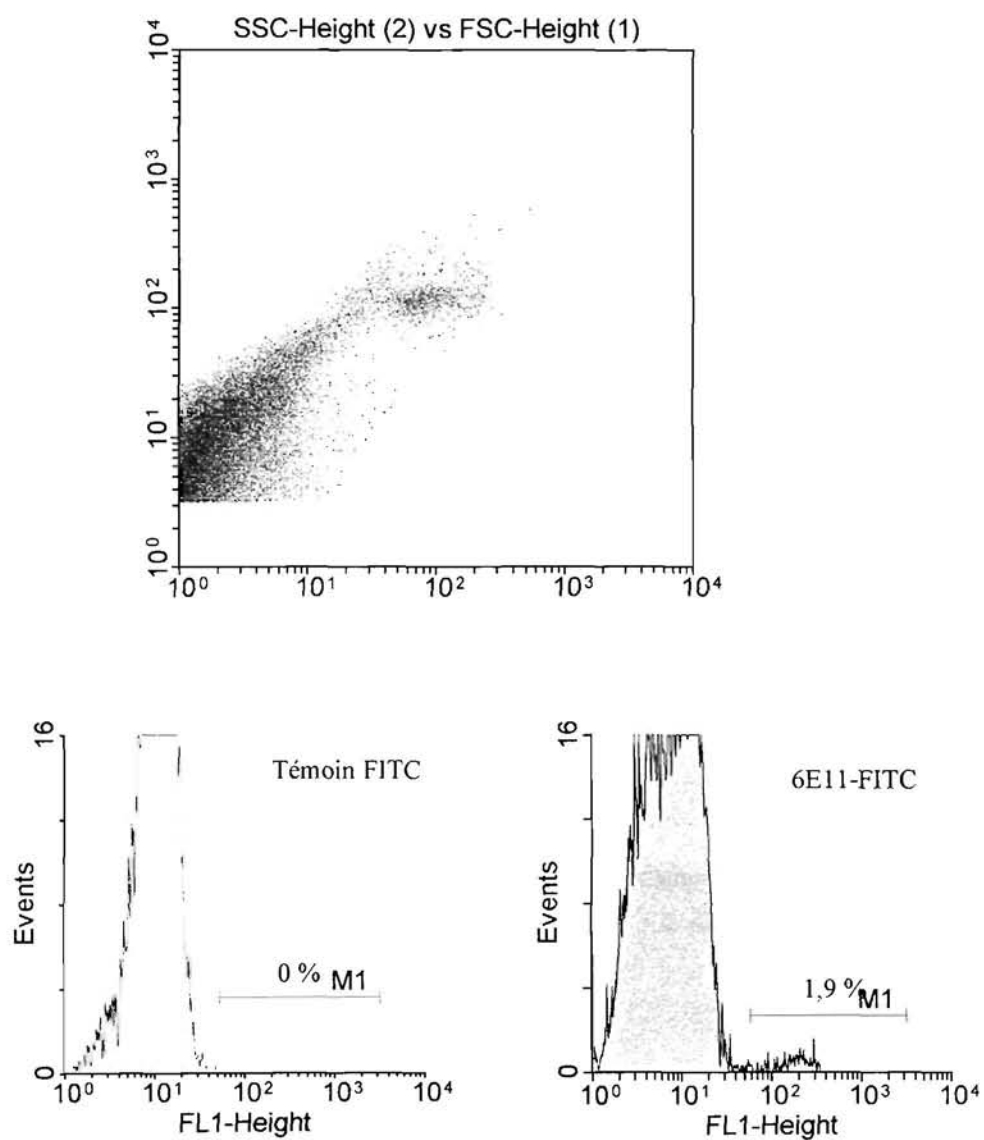 SSC-Height (2) vs FSC-Height (1)
10⁴
10³
10²
10¹
10⁰
10⁰ 10¹ 10² 10³ 10⁴
16
Témoin FITC
Events
0 % M1
0
10⁰ 10¹ 10² 10³ 10⁴
FL1-Height
16
6E11-FITC
Events
1,9 % M1
0
10⁰ 10¹ 10² 10³ 10⁴
FL1-Height